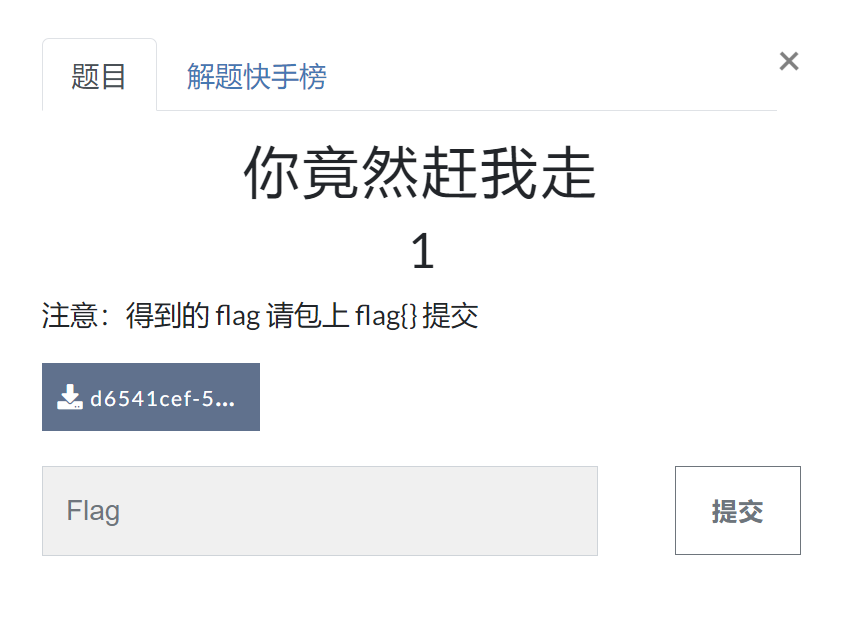 题目 解题快手榜 ×
你竟然赶我走
1
注意：得到的 flag 请包上 flag{} 提交
d6541cef-5...
Flag 提交